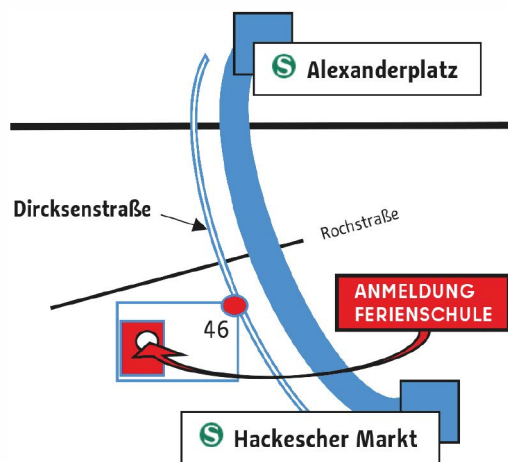 S Alexanderplatz
Dircksenstraße
Rochstraße
ANMELDUNG
FERIENSCHULE
46
S Hackescher Markt